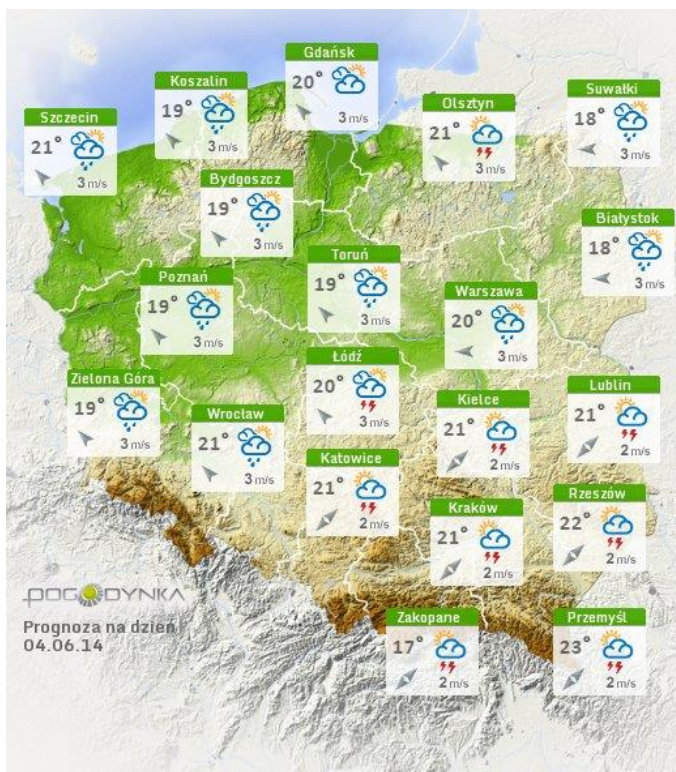 Gdańsk
20°
3 m/s
Koszalin
19°
3 m/s
Suwałki
18°
3 m/s
Olsztyn
21°
3 m/s
Szczecin
21°
3 m/s
Bydgoszcz
19°
3 m/s
Białystok
18°
3 m/s
Toruń
19°
3 m/s
Poznań
19°
3 m/s
Warszawa
20°
3 m/s
Łódź
20°
3 m/s
Zielona Góra
19°
3 m/s
Lublin
21°
2 m/s
Kielce
21°
2 m/s
Wrocław
21°
3 m/s
Katowice
21°
2 m/s
Rzeszów
22°
2 m/s
Kraków
21°
2 m/s
POGODYNKA
Prognoza na dzień
04.06.14
Zakopane
17°
2 m/s
Przemyśl
23°
2 m/s